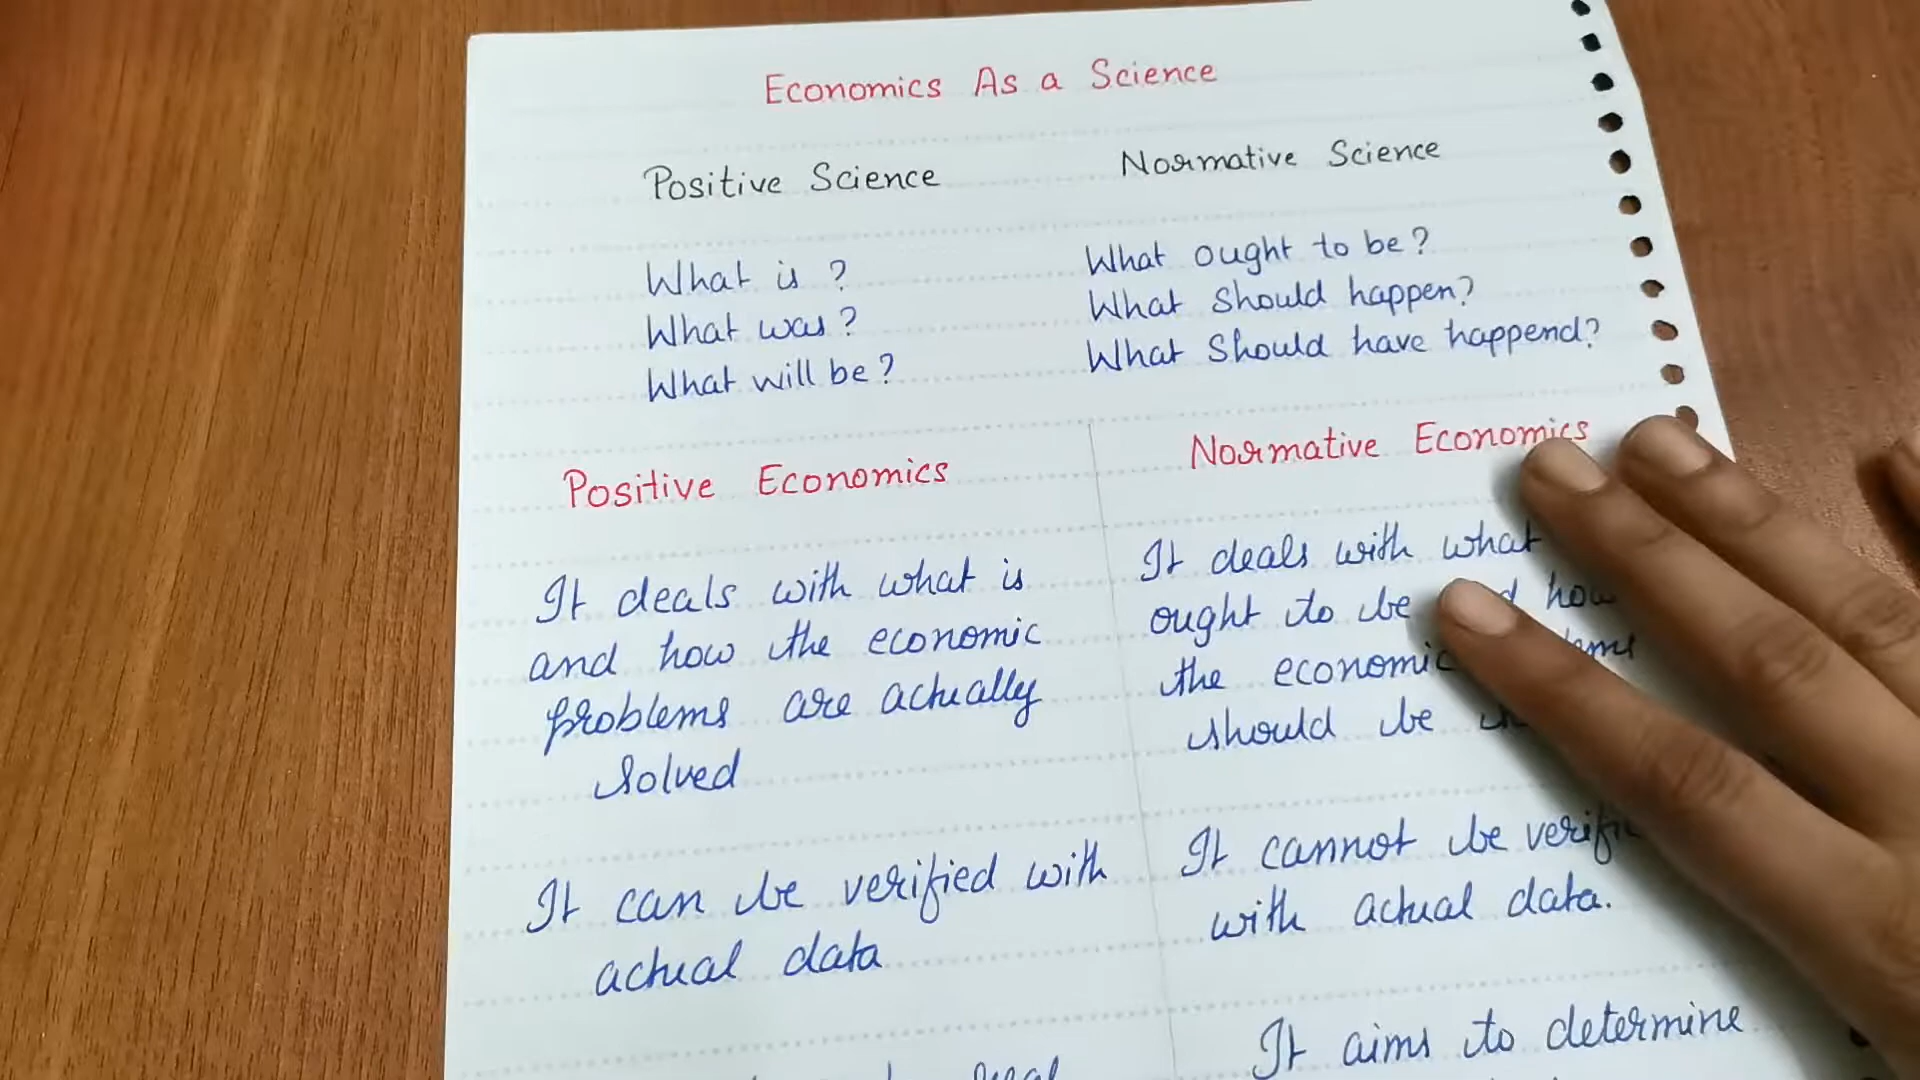 Economics As a Science
Positive Science
Normative Science
What is ?
What was ?
What will be ?
What ought to be ?
What should happen?
What should have happend?
Positive Economics
It deals with what is
and how the economic
problems are actually
solved
It can be verified with
actual data
Normative Economics
It deals with what
ought to be
the economic
should be
It cannot be
with actual data.
It aims to determine